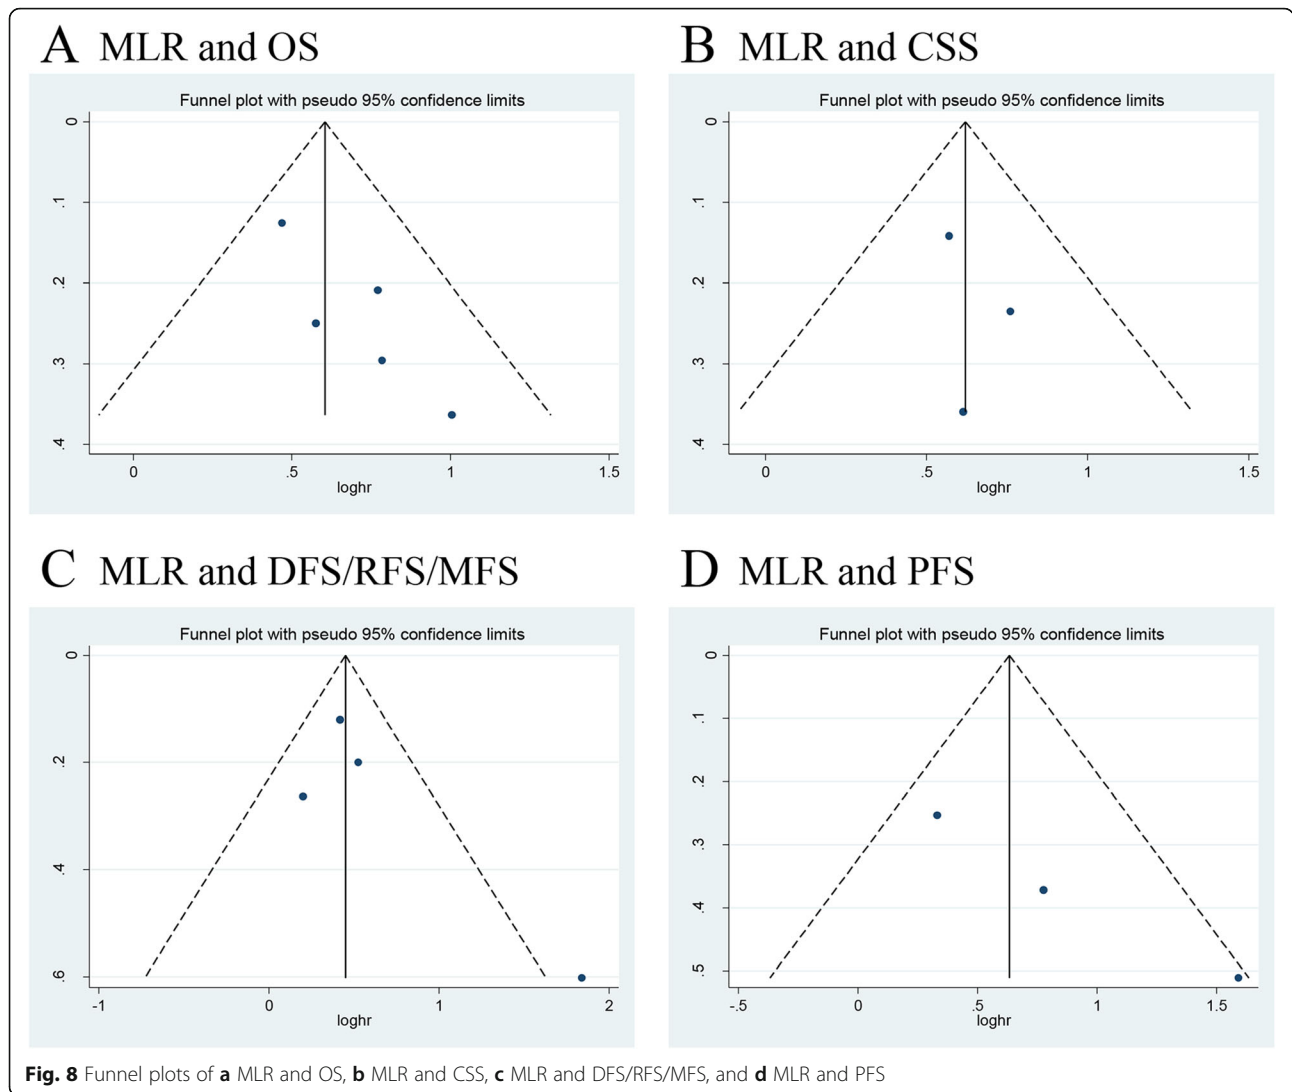 A MLR and OS
Funnel plot with pseudo 95% confidence limits
0
.1
.2
.3
.4
0 .5 1 1.5
loghr
B MLR and CSS
Funnel plot with pseudo 95% confidence limits
0
.1
.2
.3
.4
0 .5 1 1.5
loghr
C MLR and DFS/RFS/MFS
Funnel plot with pseudo 95% confidence limits
0
.2
.4
.6
-1 0 1 2
loghr
D MLR and PFS
Funnel plot with pseudo 95% confidence limits
0
.1
.2
.3
.4
.5
-.5 0 .5 1 1.5
loghr
Fig. 8 Funnel plots of a MLR and OS, b MLR and CSS, c MLR and DFS/RFS/MFS, and d MLR and PFS